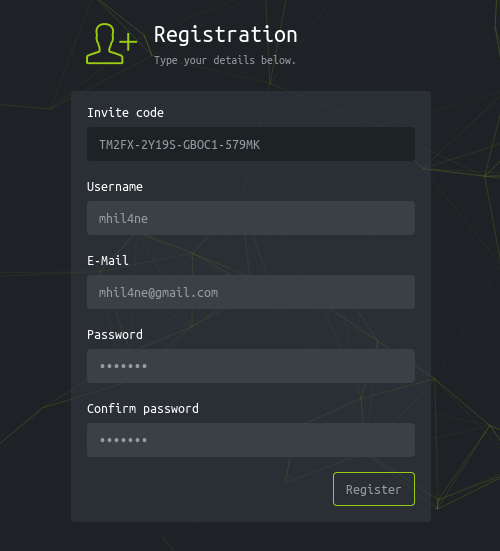 Registration
Type your details below.
Invite code
TM2FX-2Y19S-GBOC1-579MK
Username
mhil4ne
E-Mail
mhil4ne@gmail.com
Password
•••••••
Confirm password
•••••••
Register